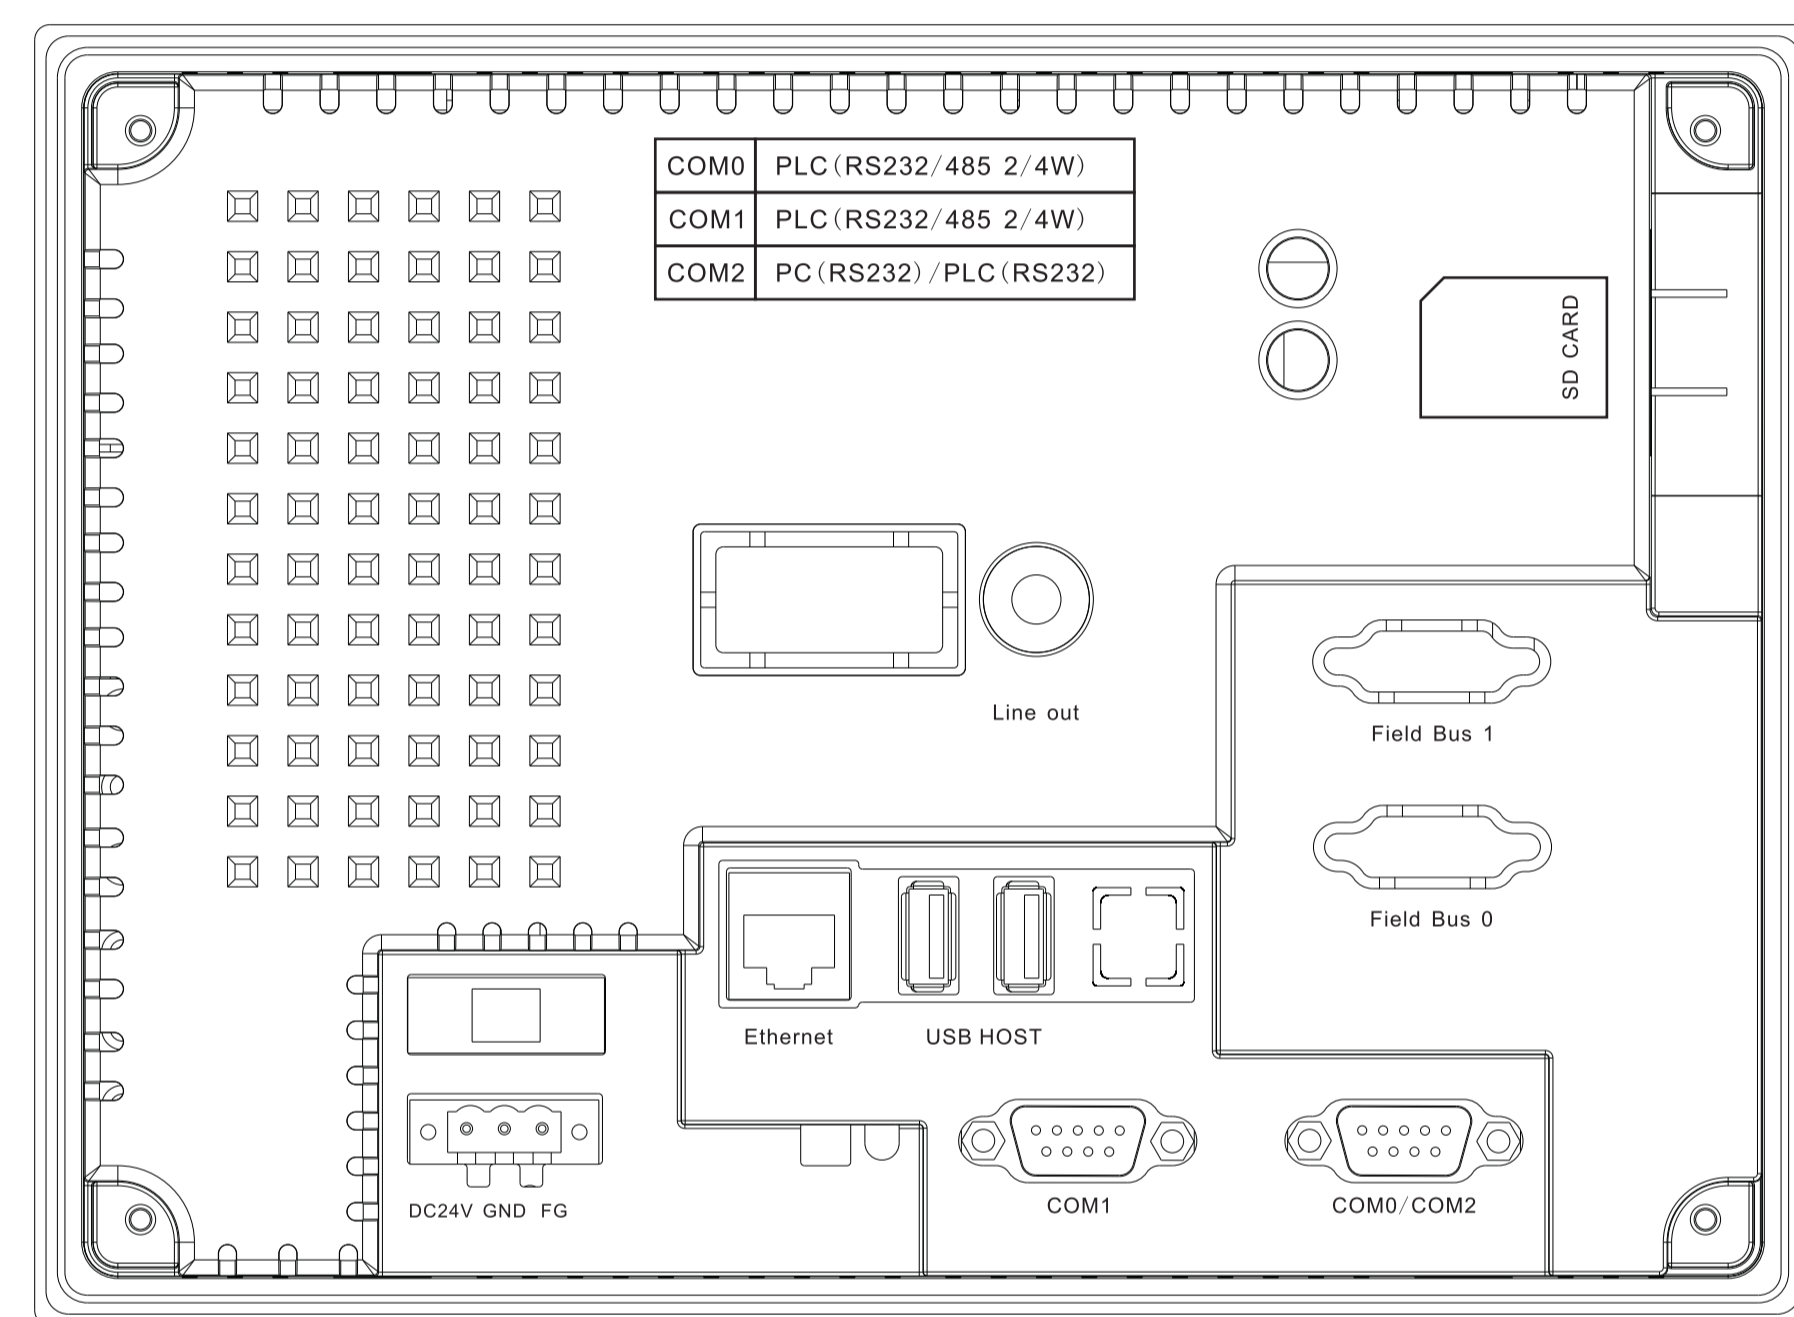 COM0 PLC(RS232/485 2/4W)
COM1 PLC(RS232/485 2/4W)
COM2 PC(RS232)/PLC(RS232)
SD CARD
Line out
Field Bus 1
Field Bus 0
Ethernet
USB HOST
DC24V GND FG
COM1
COM0/COM2